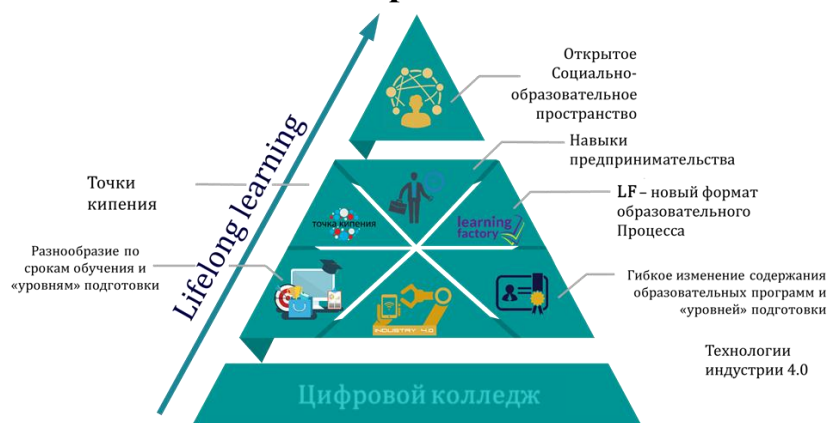 Открытое
Социально-
образовательное
пространство
Навыки
предпринимательства
Точки
кипения
LF – новый формат
образовательного
Процесса
Lifelong learning
точка кипения
learning
factory
Разнообразие по
срокам обучения и
«уровням» подготовки
Гибкое изменение содержания
образовательных программ и
«уровней» подготовки
INDUSTRY 4.0
Технологии
индустрии 4.0
Цифровой колледж